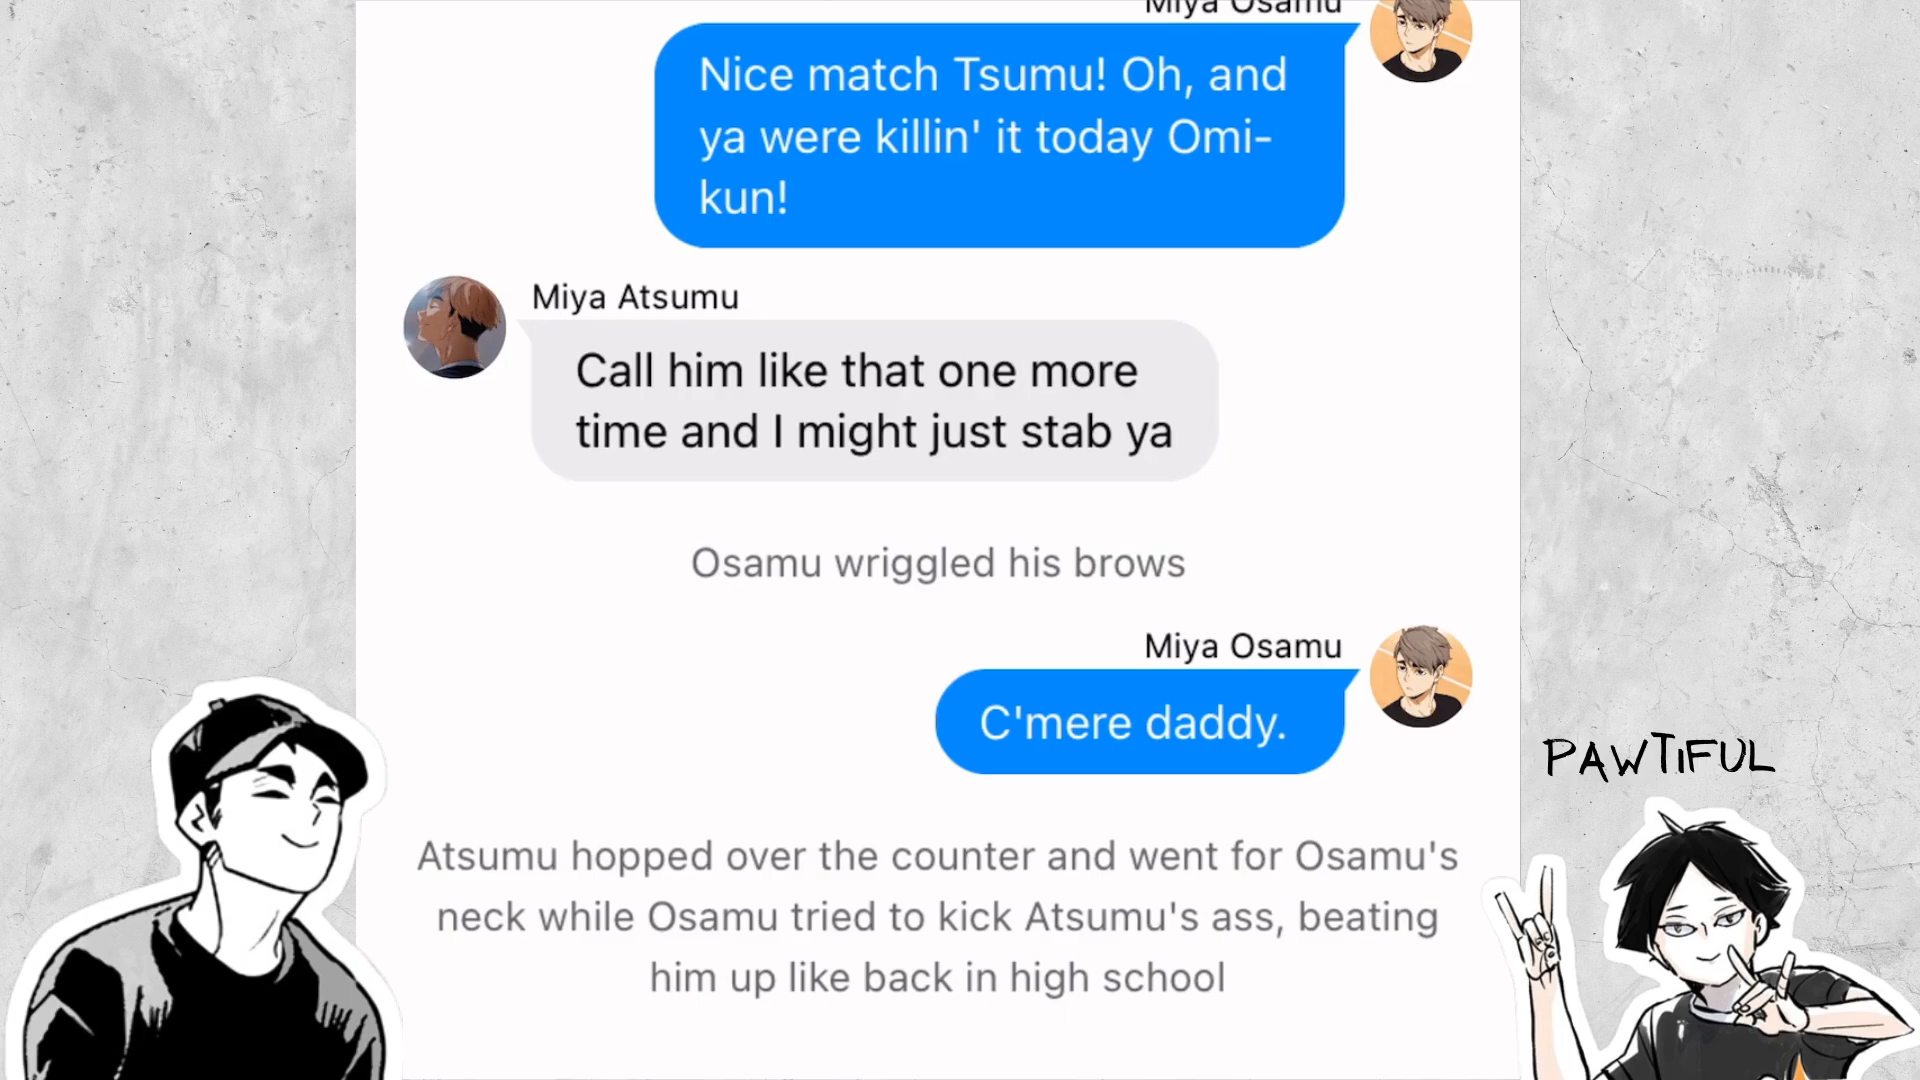 Miya Osamu
Nice match Tsumu! Oh, and
ya were killin' it today Omi-
kun!
Miya Atsumu
Call him like that one more
time and I might just stab ya
Osamu wriggled his brows
Miya Osamu
C'mere daddy.
PAWTIFUL
Atsumu hopped over the counter and went for Osamu's
neck while Osamu tried to kick Atsumu's ass, beating
him up like back in high school